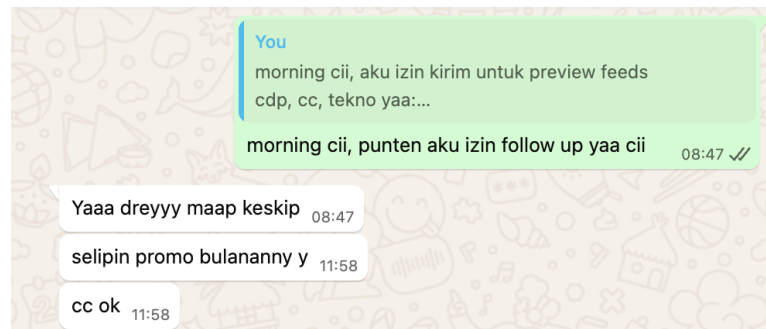 You
morning cii, aku izin kirim untuk preview feeds
cdp, cc, tekno yaa:...
morning cii, punten aku izin follow up yaa cii
08:47
Yaaa dreyyy maap keskip 08:47
selipin promo bulananny y 11:58
cc ok 11:58